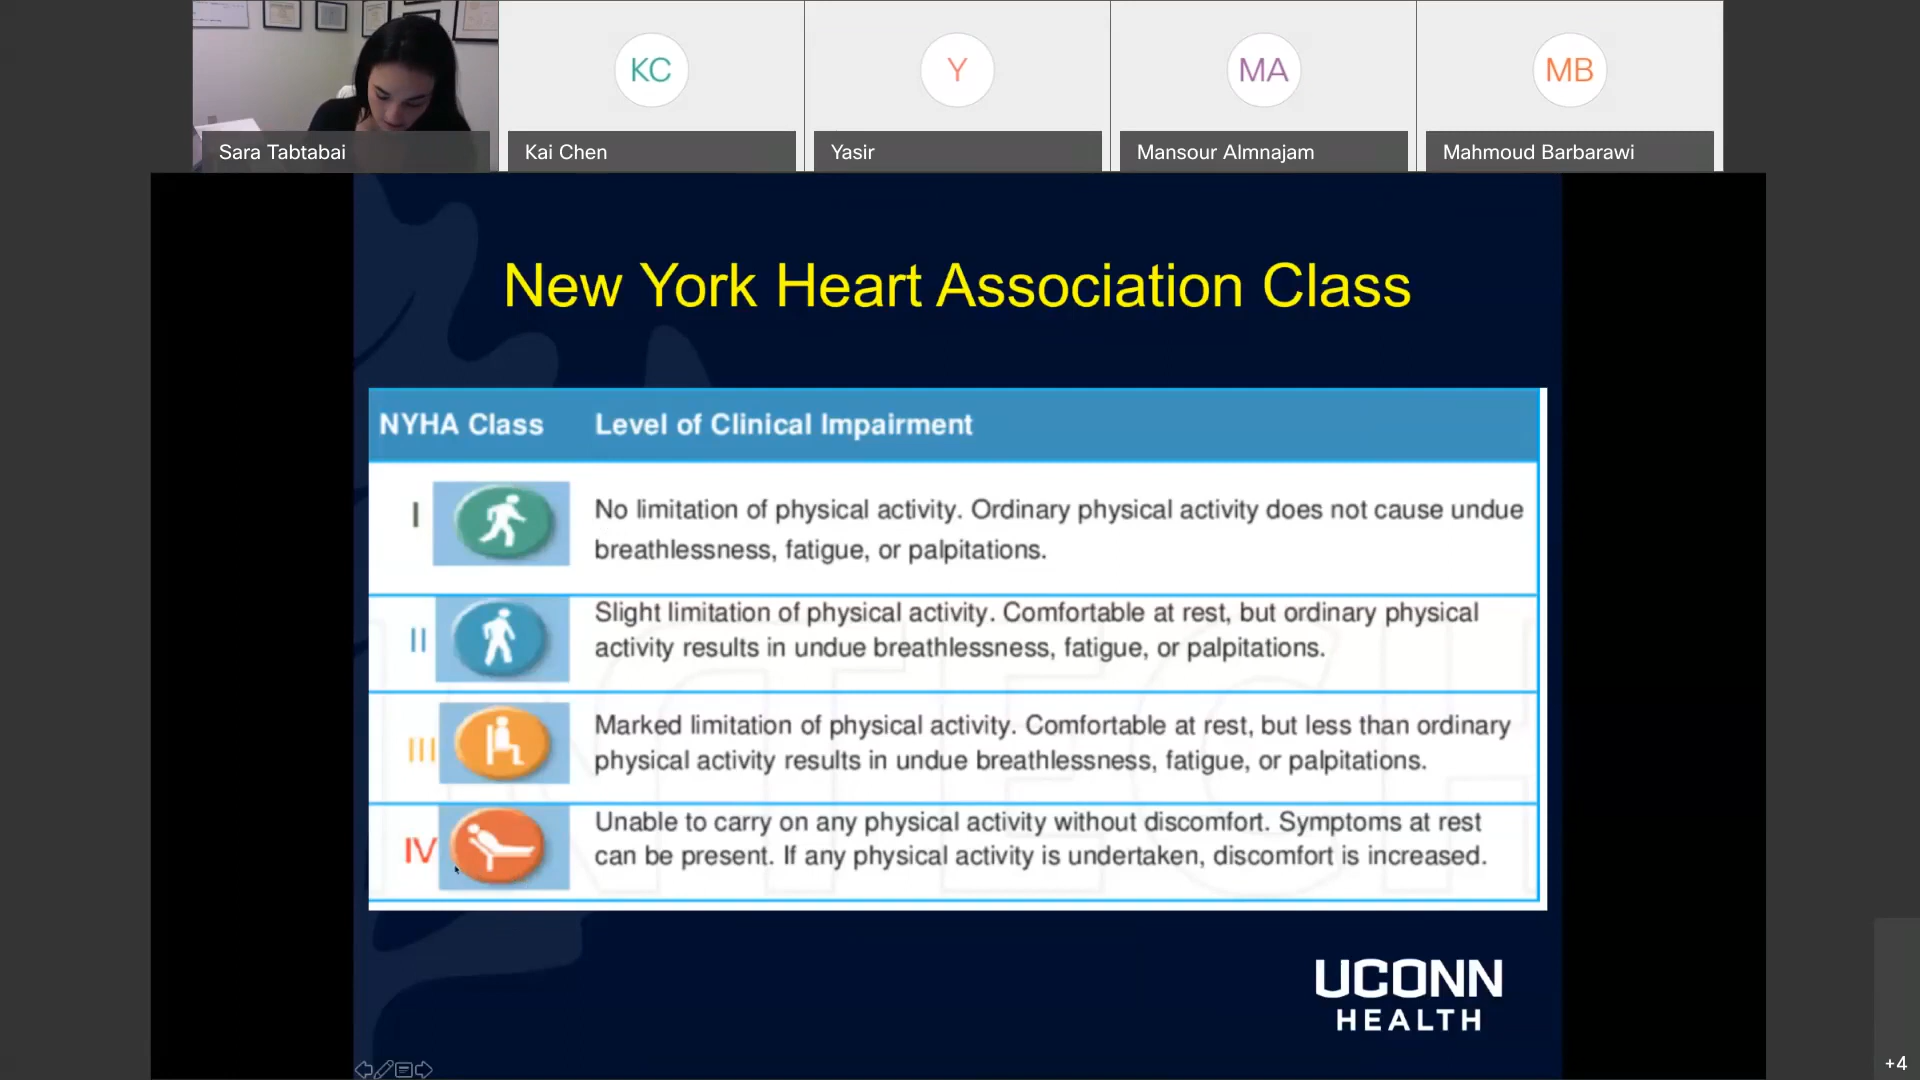 KC
Y
MA
MB
Sara Tabtabai
Kai Chen
Yasir
Mansour Almnajam
Mahmoud Barbarawi
New York Heart Association Class
NYHA Class Level of Clinical Impairment
I No limitation of physical activity. Ordinary physical activity does not cause undue
breathlessness, fatigue, or palpitations.
II Slight limitation of physical activity. Comfortable at rest, but ordinary physical
activity results in undue breathlessness, fatigue, or palpitations.
III Marked limitation of physical activity. Comfortable at rest, but less than ordinary
physical activity results in undue breathlessness, fatigue, or palpitations.
IV Unable to carry on any physical activity without discomfort. Symptoms at rest
can be present. If any physical activity is undertaken, discomfort is increased.
UCONN
HEALTH
+4